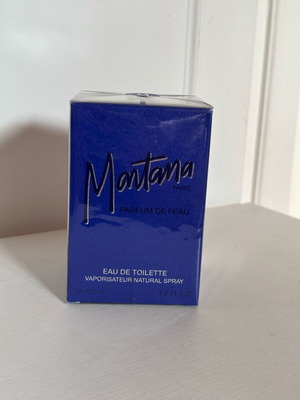 Montana
PARIS
PARFUM DE PEAU
EAU DE TOILETTE
VAPORISATEUR NATURAL SPRAY